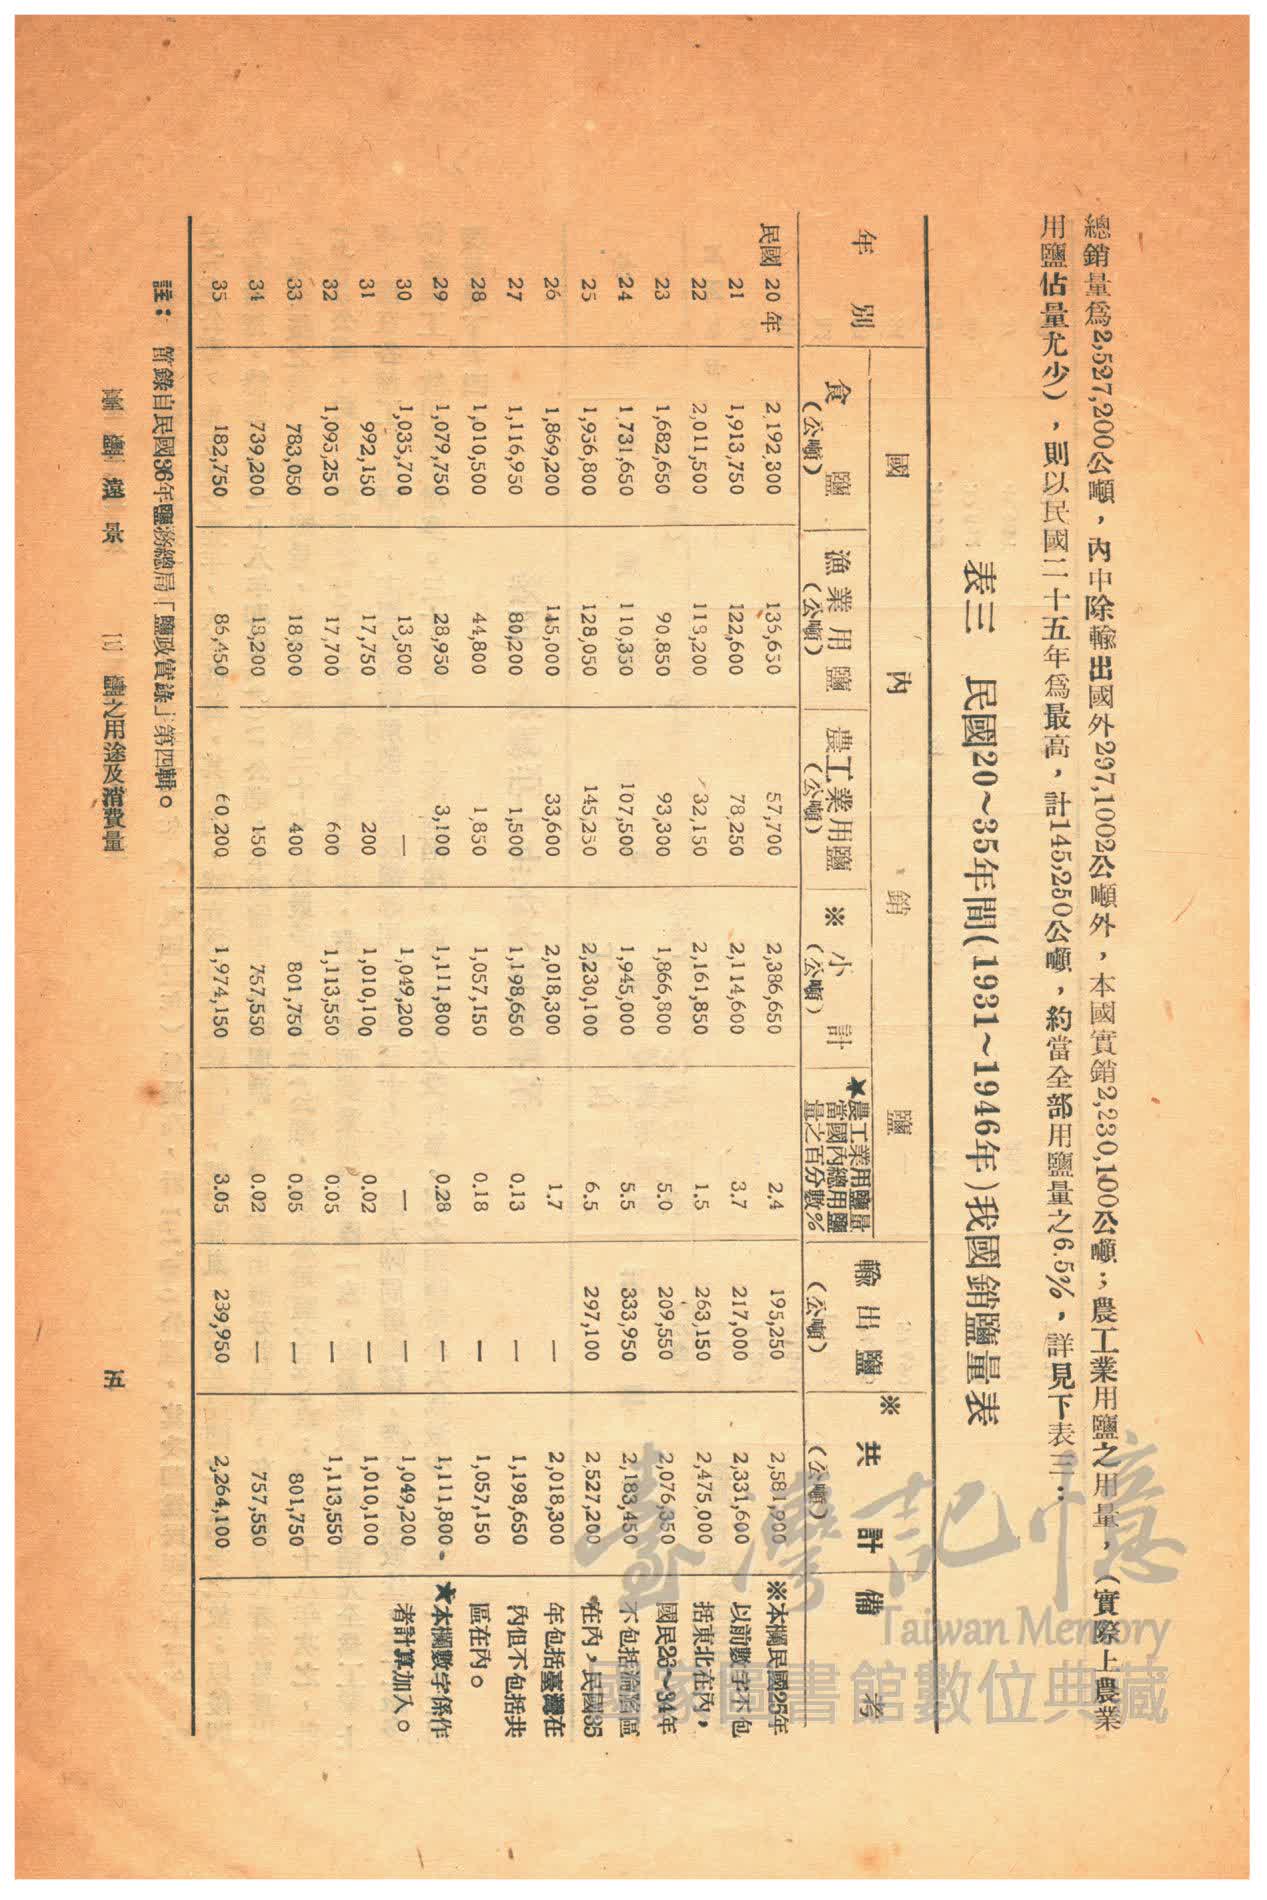 總銷量爲2,527,200公噸，內中除輸出國外297,1002公噸外，本國實銷2,230,100公噸；農工業用鹽之用量，（實際上農業
用鹽佔量尤少），則以民國二十五年爲最高，計145,250公噸，約當全部用鹽量之6.5%，詳見下表三：
表三　民國20～35年間（1931～1946年）我國銷鹽量表
年別　國內銷鹽　輸出鹽（公噸）　※共計（公噸）　備考
食鹽（公噸）　漁業用鹽（公噸）　農工業用鹽（公噸）　※小計（公噸）　★農工業用鹽量當國內總用鹽量之百分數%
民國20年　2,192,300　136,650　57,700　2,386,650　2.4　195,250　2,581,900　※本欄民國25年
21　1,913,750　122,600　78,250　2,114,600　3.7　217,000　2,331,600　以前數字不包
22　2,011,500　118,200　32,150　2,161,850　1.5　263,150　2,475,000　括東北在內，
23　1,682,650　90,850　93,300　1,866,800　5.0　209,550　2,076,350　國民26～34年
24　1,731,650　110,350　107,500　1,945,000　5.5　333,950　2,183,450　不包括淪陷區
25　1,956,800　128,050　145,250　2,230,100　6.5　297,100　2,527,200　在內，民國35
26　1,869,200　115,000　33,600　2,018,300　1.7　—　2,018,300　年包括臺灣在
27　1,116,950　80,200　1,500　1,198,650　0.13　—　1,198,650　內但不包括共
28　1,010,500　44,800　1,850　1,057,150　0.18　—　1,057,150　區在內。
29　1,079,750　28,950　3,100　1,111,800　0.28　—　1,111,800　★本欄數字係作
30　1,035,700　13,500　—　1,049,200　—　—　1,049,200　者計算加入。
31　992,150　17,750　200　1,010,100　0.02　—　1,010,100
32　1,095,250　17,700　600　1,113,550　0.05　—　1,113,550
33　783,050　18,300　400　801,750　0.05　—　801,750
34　739,200　18,200　150　757,550　0.02　—　757,550
35　182,750　86,450　60,200　1,974,150　3.05　289,950　2,264,100
註：節錄自民國36年鹽務總局「鹽政實錄」第四輯。
臺鹽遠景　㈢　鹽之用途及消費量　五
臺灣記憶
Taiwan Memory
國家圖書館數位典藏